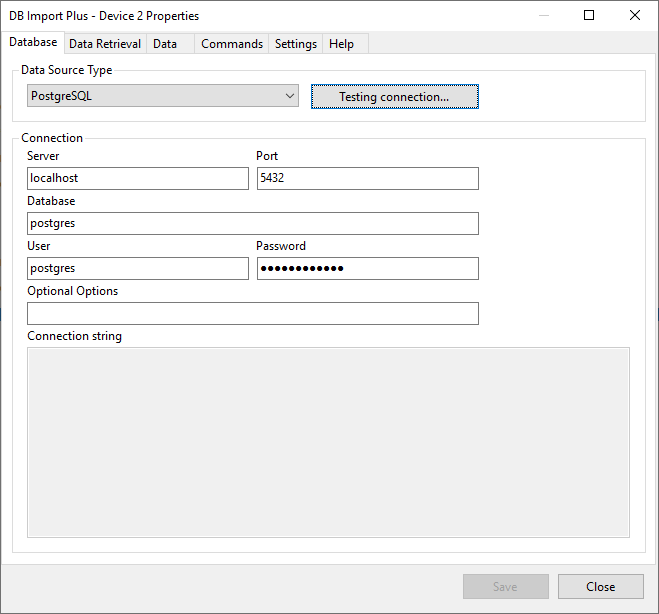 DB Import Plus - Device 2 Properties
Database Data Retrieval Data Commands Settings Help
Data Source Type
PostgreSQL Testing connection...
Connection
Server Port
localhost 5432
Database
postgres
User Password
postgres ●●●●●●●●●●●●
Optional Options
Connection string
Save Close